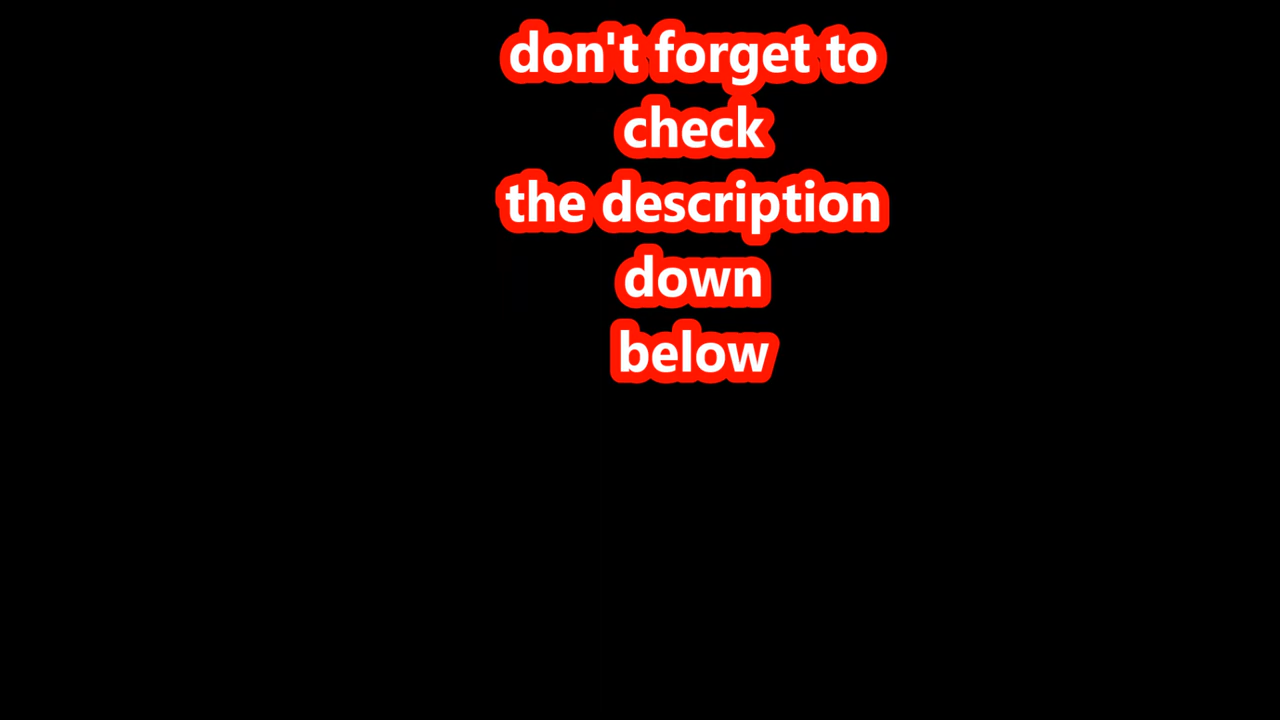 don't forget to
check
the description
down
below